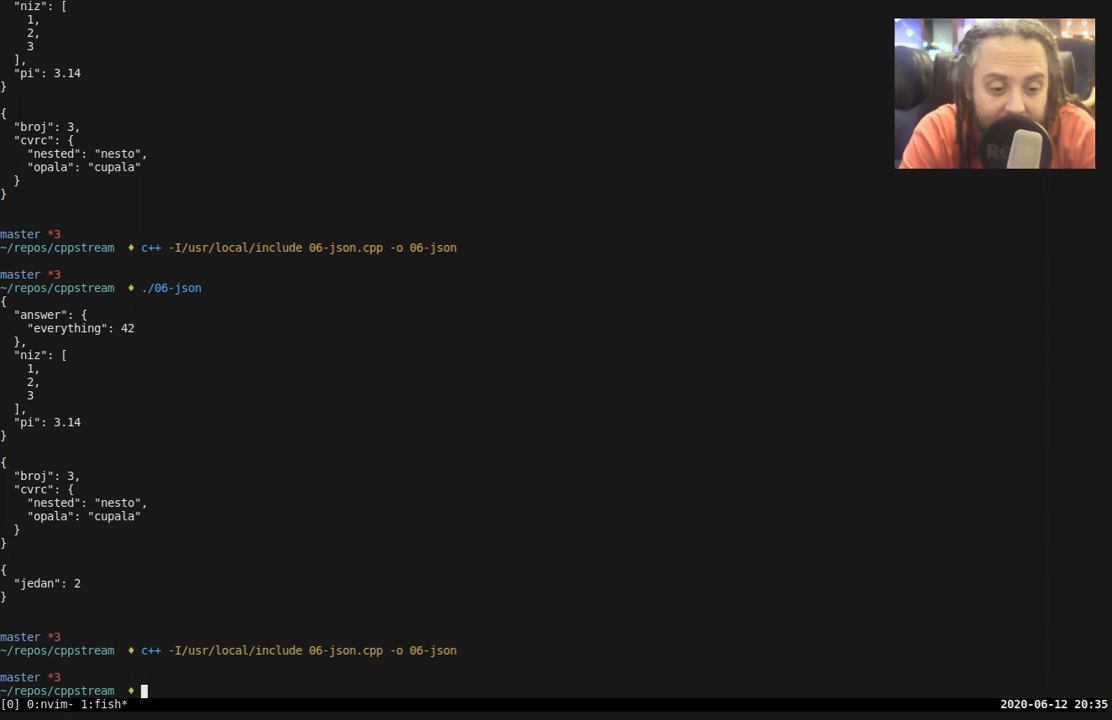 "niz": [
1,
2,
3
],
"pi": 3.14
}
{
"broj": 3,
"cvrc": {
"nested": "nesto",
"opala": "cupala"
}
}
master *3
~/repos/cppstream ♦ c++ -I/usr/local/include 06-json.cpp -o 06-json
master *3
~/repos/cppstream ♦ ./06-json
{
"answer": {
"everything": 42
},
"niz": [
1,
2,
3
],
"pi": 3.14
}
{
"broj": 3,
"cvrc": {
"nested": "nesto",
"opala": "cupala"
}
}
{
"jedan": 2
}
master *3
~/repos/cppstream ♦ c++ -I/usr/local/include 06-json.cpp -o 06-json
master *3
~/repos/cppstream ♦
[0] 0:nvim- 1:fish* 2020-06-12 20:35